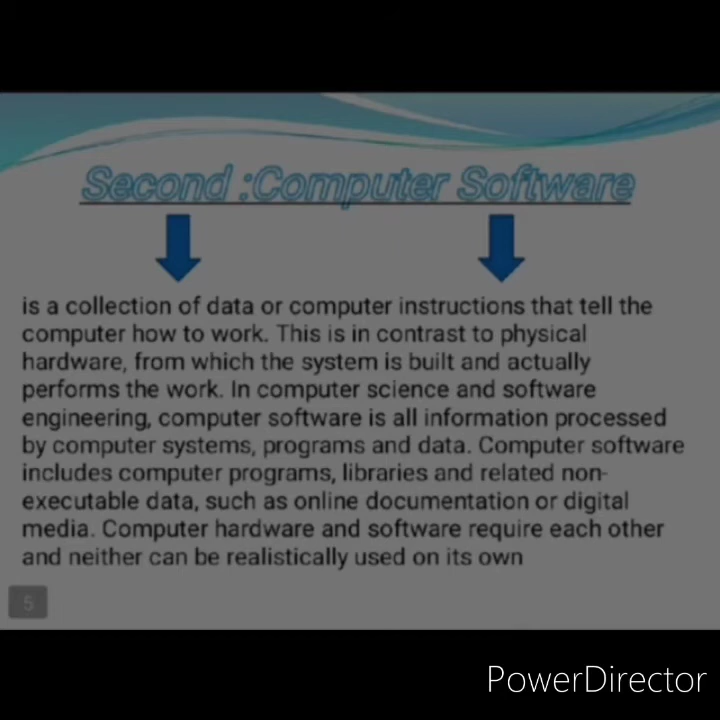 Second :Computer Software
is a collection of data or computer instructions that tell the
computer how to work. This is in contrast to physical
hardware, from which the system is built and actually
performs the work. In computer science and software
engineering, computer software is all information processed
by computer systems, programs and data. Computer software
includes computer programs, libraries and related non-
executable data, such as online documentation or digital
media. Computer hardware and software require each other
and neither can be realistically used on its own
5
PowerDirector